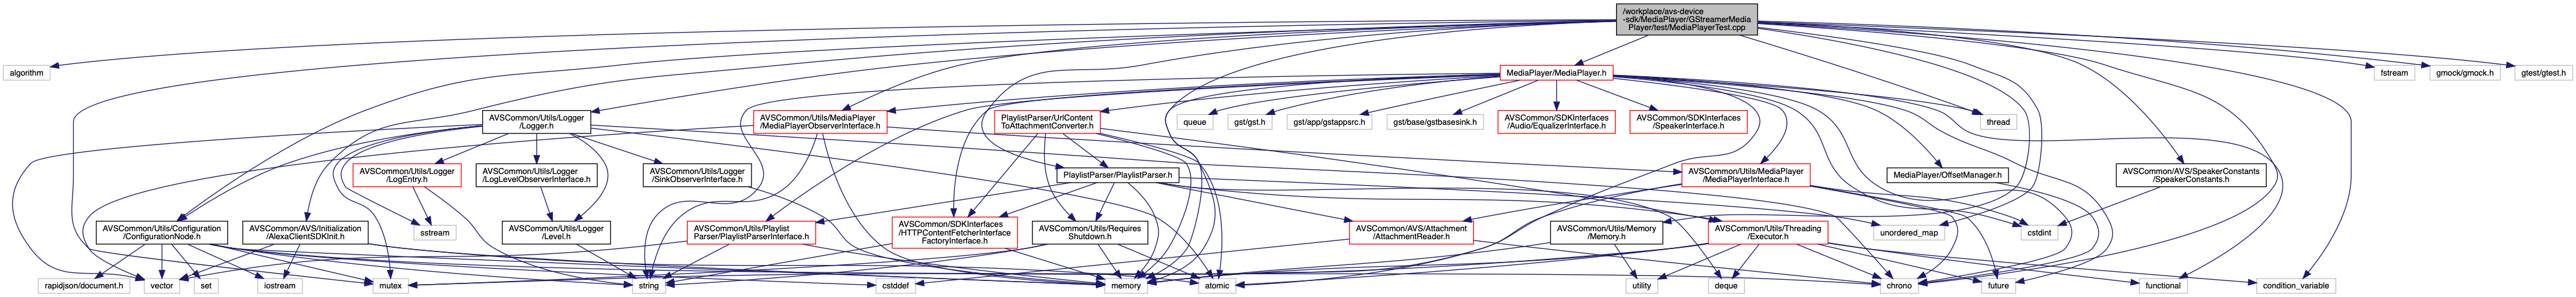 /workplace/avs-device
-sdk/MediaPlayer/GStreamerMedia
Player/test/MediaPlayerTest.cpp
algorithm
MediaPlayer/MediaPlayer.h
fstream
gmock/gmock.h
gtest/gtest.h
AVSCommon/Utils/Logger
/Logger.h
AVSCommon/Utils/MediaPlayer
/MediaPlayerObserverInterface.h
PlaylistParser/UrlContent
ToAttachmentConverter.h
queue
gst/gst.h
gst/app/gstappsrc.h
gst/base/gstbasesink.h
AVSCommon/SDKInterfaces
/Audio/EqualizerInterface.h
AVSCommon/SDKInterfaces
/SpeakerInterface.h
thread
AVSCommon/Utils/Logger
/LogEntry.h
AVSCommon/Utils/Logger
/LogLevelObserverInterface.h
AVSCommon/Utils/Logger
/SinkObserverInterface.h
PlaylistParser/PlaylistParser.h
AVSCommon/Utils/MediaPlayer
/MediaPlayerInterface.h
MediaPlayer/OffsetManager.h
AVSCommon/AVS/SpeakerConstants
/SpeakerConstants.h
AVSCommon/Utils/Configuration
/ConfigurationNode.h
AVSCommon/AVS/Initialization
/AlexaClientSDKInit.h
sstream
AVSCommon/Utils/Logger
/Level.h
AVSCommon/Utils/Playlist
Parser/PlaylistParserInterface.h
AVSCommon/SDKInterfaces
/HTTPContentFetcherInterface
FactoryInterface.h
AVSCommon/Utils/Requires
Shutdown.h
AVSCommon/AVS/Attachment
/AttachmentReader.h
AVSCommon/Utils/Memory
/Memory.h
AVSCommon/Utils/Threading
/Executor.h
unordered_map
cstdint
rapidjson/document.h
vector
set
iostream
mutex
string
cstddef
memory
atomic
utility
deque
chrono
future
functional
condition_variable